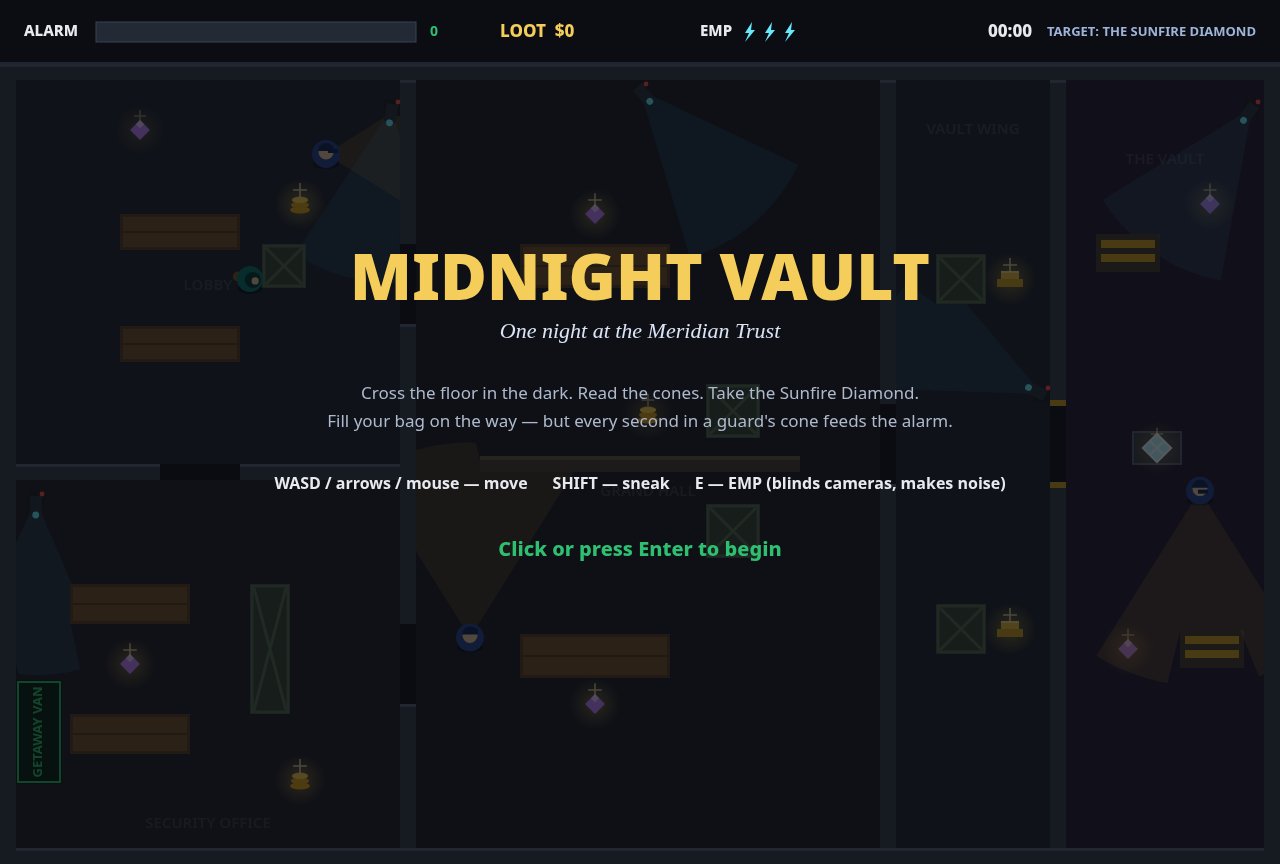 ALARM 0 LOOT $0 EMP 00:00 TARGET: THE SUNFIRE DIAMOND
VAULT WING
THE VAULT
LOBBY
MIDNIGHT VAULT
One night at the Meridian Trust
Cross the floor in the dark. Read the cones. Take the Sunfire Diamond.
Fill your bag on the way — but every second in a guard's cone feeds the alarm.
WASD / arrows / mouse — move SHIFT — sneak E — EMP (blinds cameras, makes noise)
GRAND HALL
Click or press Enter to begin
GETAWAY VAN
SECURITY OFFICE